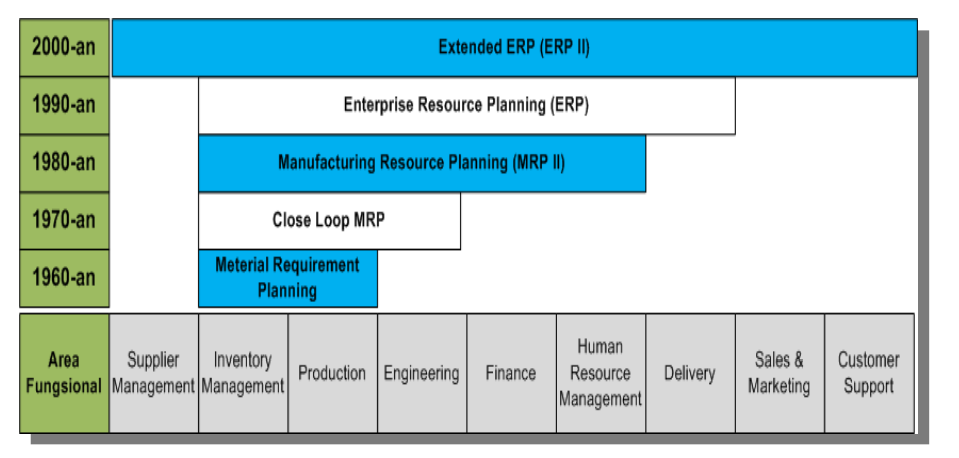 2000-an
Extended ERP (ERP II)
1990-an
Enterprise Resource Planning (ERP)
1980-an
Manufacturing Resource Planning (MRP II)
1970-an
Close Loop MRP
1960-an
Meterial Requirement
Planning
Area
Fungsional
Supplier
Management
Inventory
Management
Production
Engineering
Finance
Human
Resource
Management
Delivery
Sales &
Marketing
Customer
Support